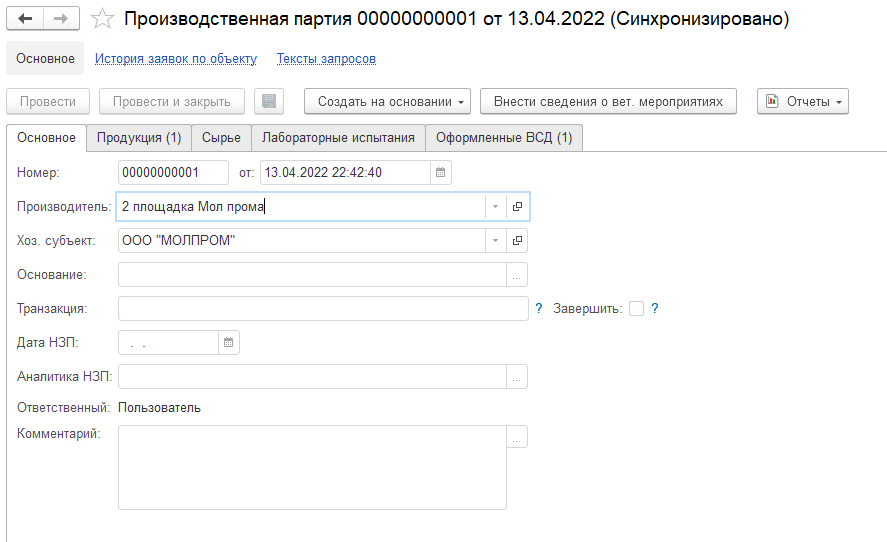 Производственная партия 00000000001 от 13.04.2022 (Синхронизировано)
Основное История заявок по объекту Тексты запросов
Провести Провести и закрыть Создать на основании Внести сведения о вет. мероприятиях Отчеты
Основное Продукция (1) Сырье Лабораторные испытания Оформленные ВСД (1)
Номер: 00000000001 от: 13.04.2022 22:42:40
Производитель: 2 площадка Мол прома
Хоз. субъект: ООО "МОЛПРОМ"
Основание: ...
Транзакция: ? Завершить: ?
Дата НЗП: . .
Аналитика НЗП: ...
Ответственный: Пользователь
Комментарий: ...